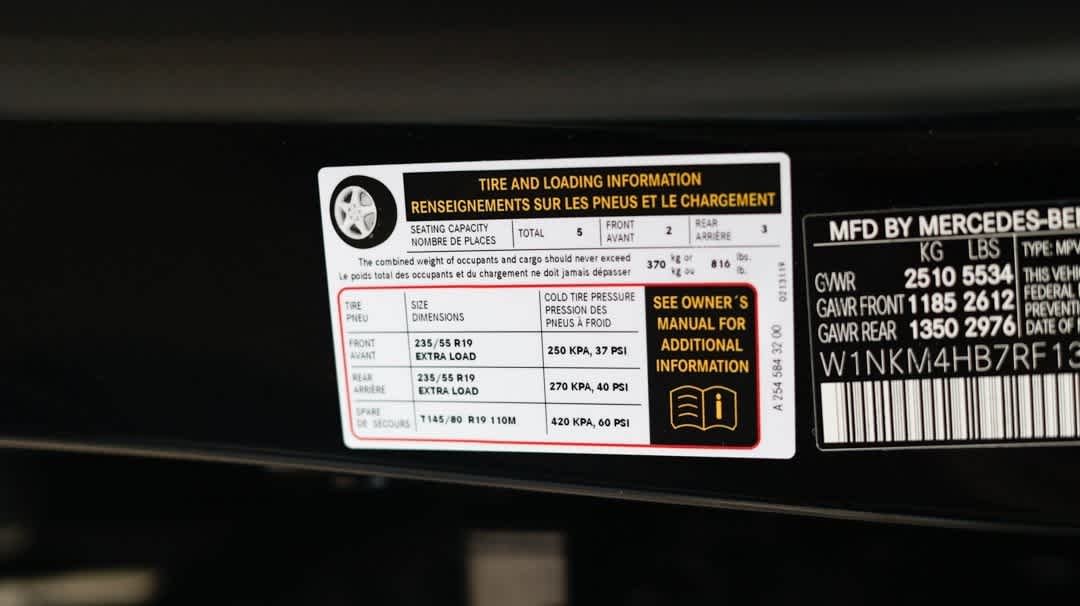 TIRE AND LOADING INFORMATION
RENSEIGNEMENTS SUR LES PNEUS ET LE CHARGEMENT
SEATING CAPACITY
NOMBRE DE PLACES
TOTAL 5
FRONT
AVANT
2
REAR
ARRIÈRE
3
The combined weight of occupants and cargo should never exceed
Le poids total des occupants et du chargement ne doit jamais dépasser
370 kg or
kg ou
816 lbs.
lb.
TIRE
PNEU
SIZE
DIMENSIONS
COLD TIRE PRESSURE
PRESSION DES
PNEUS À FROID
FRONT
AVANT
235/55 R19
EXTRA LOAD
250 KPA, 37 PSI
REAR
ARRIÈRE
235/55 R19
EXTRA LOAD
270 KPA, 40 PSI
SPARE
DE SECOURS
T145/80 R19 110M
420 KPA, 60 PSI
SEE OWNER´S
MANUAL FOR
ADDITIONAL
INFORMATION
i
A 254 584 32 00
0213119
MFD BY MERCEDES-BE
KG LBS
GVWR 2510 5534
GAWR FRONT 1185 2612
GAWR REAR 1350 2976
TYPE: MPV
THIS VEHI
FEDERAL
PREVENTI
DATE OF
W1NKM4HB7RF13